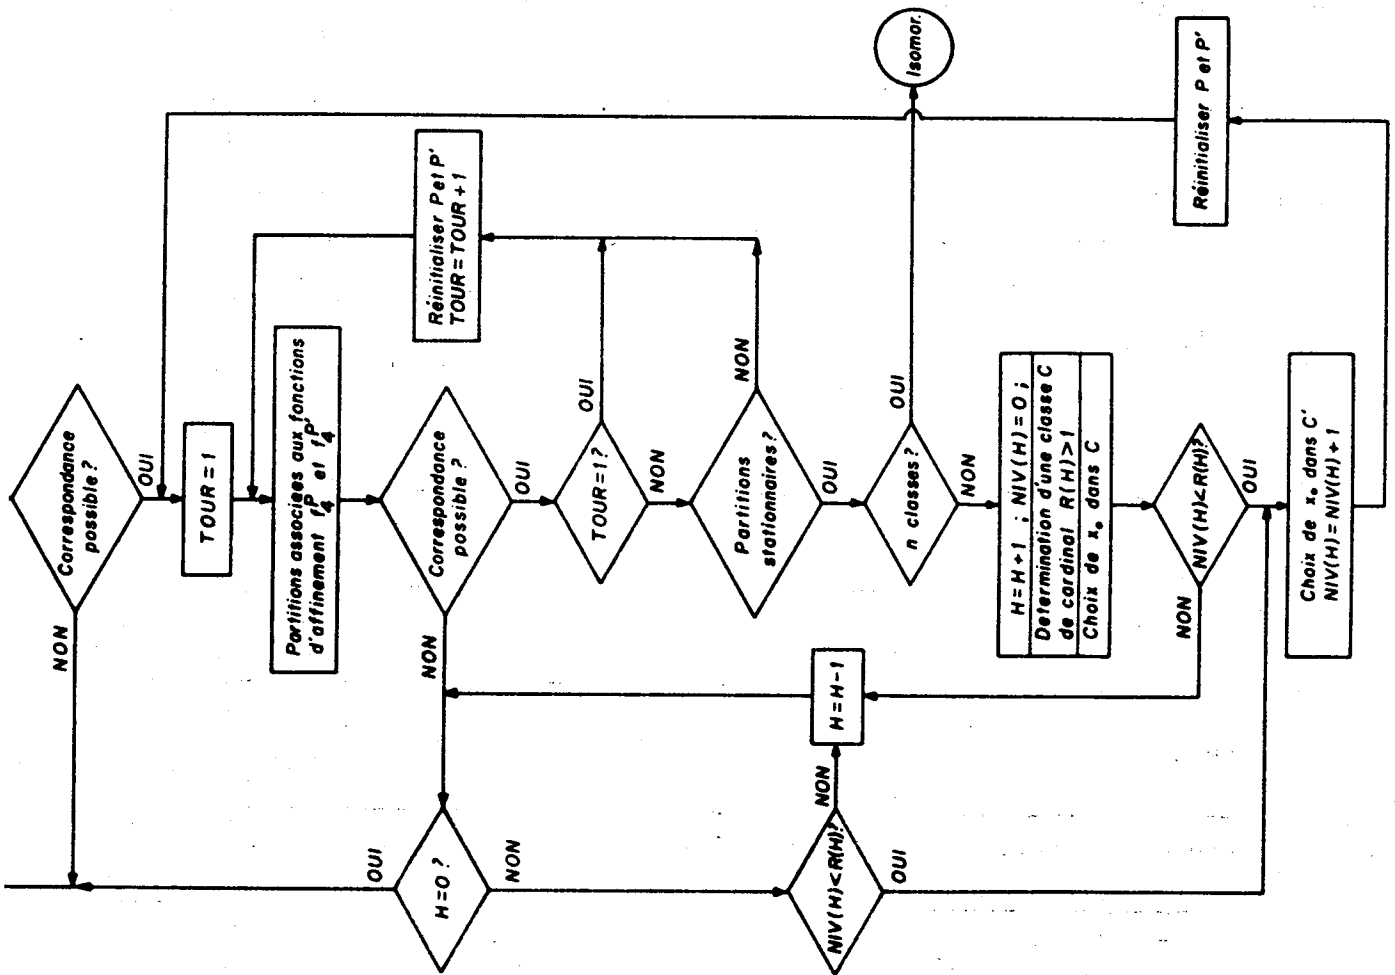 Correspondance
possible ?
NON
OUI
TOUR = 1
Partitions associées aux fonctions
d'affinement f₄ᴾ et f₄ᴾ'
Correspondance
possible ?
NON
OUI
Réinitialiser P et P'
TOUR = TOUR + 1
TOUR = 1 ?
OUI
NON
Partitions
stationnaires ?
NON
OUI
n classes ?
OUI
NON
Isomor.
H = H + 1 ; NIV(H) = 0 ;
Determination d'une classe C
de cardinal R(H) > 1
Choix de x₀ dans C
NIV(H) < R(H)?
NON
OUI
Choix de x₀ dans C'
NIV(H) = NIV(H) + 1
Réinitialiser P et P'
H = H - 1
H = 0 ?
OUI
NON
NIV(H) < R(H)?
NON
OUI